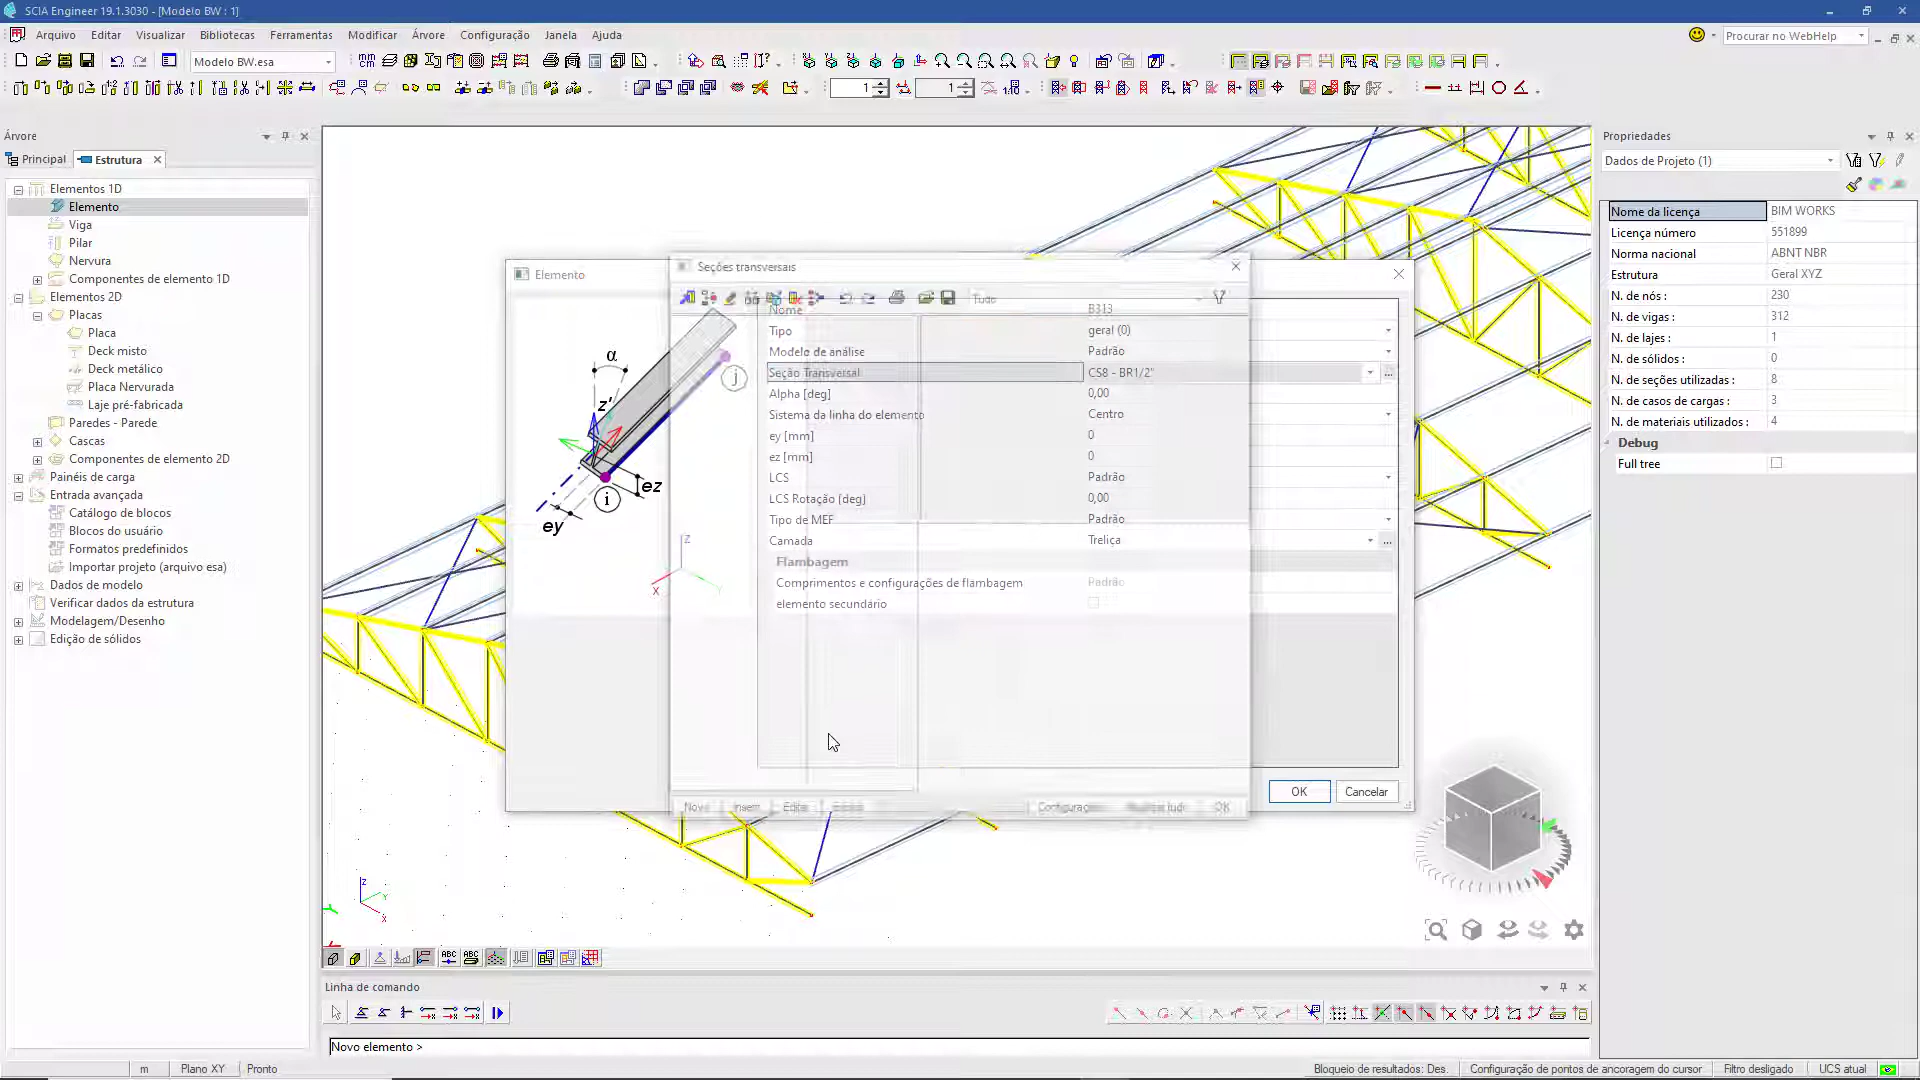 SCIA Engineer 19.1.3030 - [Modelo BW : 1]
Arquivo Editar Visualizar Bibliotecas Ferramentas Modificar Árvore Configuração Janela Ajuda
Procurar no WebHelp
Modelo BW.esa
1 1
Árvore
Principal Estrutura
Elementos 1D
Elemento
Viga
Pilar
Nervura
Componentes de elemento 1D
Elementos 2D
Placas
Placa
Deck misto
Deck metálico
Placa Nervurada
Laje pré-fabricada
Paredes - Parede
Cascas
Componentes de elemento 2D
Painéis de carga
Entrada avançada
Catálogo de blocos
Blocos do usuário
Formatos predefinidos
Importar projeto (arquivo esa)
Dados de modelo
Verificar dados da estrutura
Modelagem/Desenho
Edição de sólidos
Elemento
Seções transversais
Tudo
α
z'
j
i
ez
ey
Z
X
Y
Nome B313
Tipo geral (0)
Modelo de análise Padrão
Seção Transversal CS8 - BR1/2"
Alpha [deg] 0,00
Sistema da linha do elemento Centro
ey [mm] 0
ez [mm] 0
LCS Padrão
LCS Rotação [deg] 0,00
Tipo de MEF Padrão
Camada Treliça ...
Flambagem
Comprimentos e configurações de flambagem Padrão
elemento secundário
Novo Inserir Editar
OK
OK Cancelar
Z
Y
X
Propriedades
Dados de Projeto (1)
Nome da licença BIM WORKS
Licença número 551899
Norma nacional ABNT NBR
Estrutura Geral XYZ
N. de nós : 230
N. de vigas : 312
N. de lajes : 1
N. de sólidos : 0
N. de seções utilizadas : 8
N. de casos de cargas : 3
N. de materiais utilizados : 4
Debug
Full tree
Linha de comando
Novo elemento >
m Plano XY Pronto
Bloqueio de resultados: Des. Configuração de pontos de ancoragem do cursor Filtro desligado UCS atual